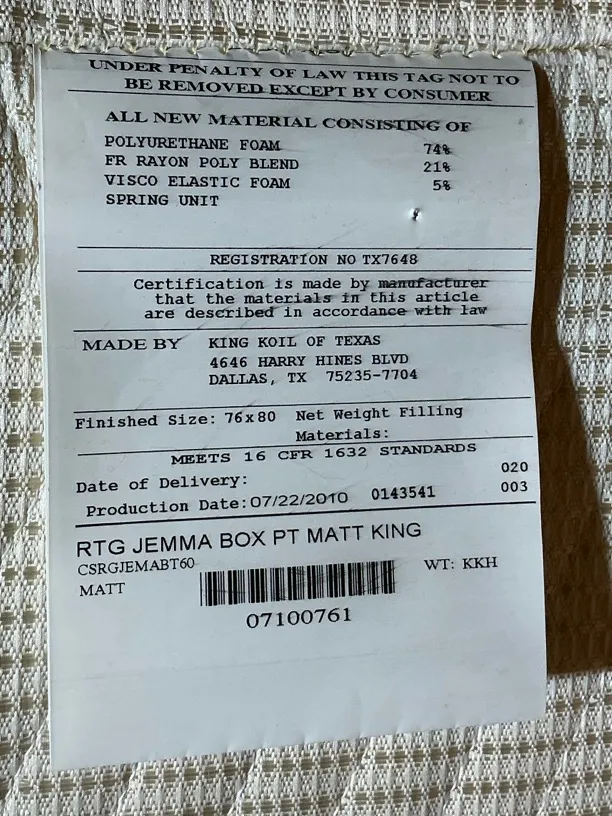 UNDER PENALTY OF LAW THIS TAG NOT TO
BE REMOVED EXCEPT BY CONSUMER
ALL NEW MATERIAL CONSISTING OF
POLYURETHANE FOAM 74%
FR RAYON POLY BLEND 21%
VISCO ELASTIC FOAM 5%
SPRING UNIT
REGISTRATION NO TX7648
Certification is made by manufacturer
that the materials in this article
are described in accordance with law
MADE BY KING KOIL OF TEXAS
4646 HARRY HINES BLVD
DALLAS, TX 75235-7704
Finished Size: 76x80 Net Weight Filling
Materials:
MEETS 16 CFR 1632 STANDARDS
Date of Delivery: 020
Production Date: 07/22/2010 0143541 003
RTG JEMMA BOX PT MATT KING
CSRGJEMABT60 WT: KKH
MATT
07100761